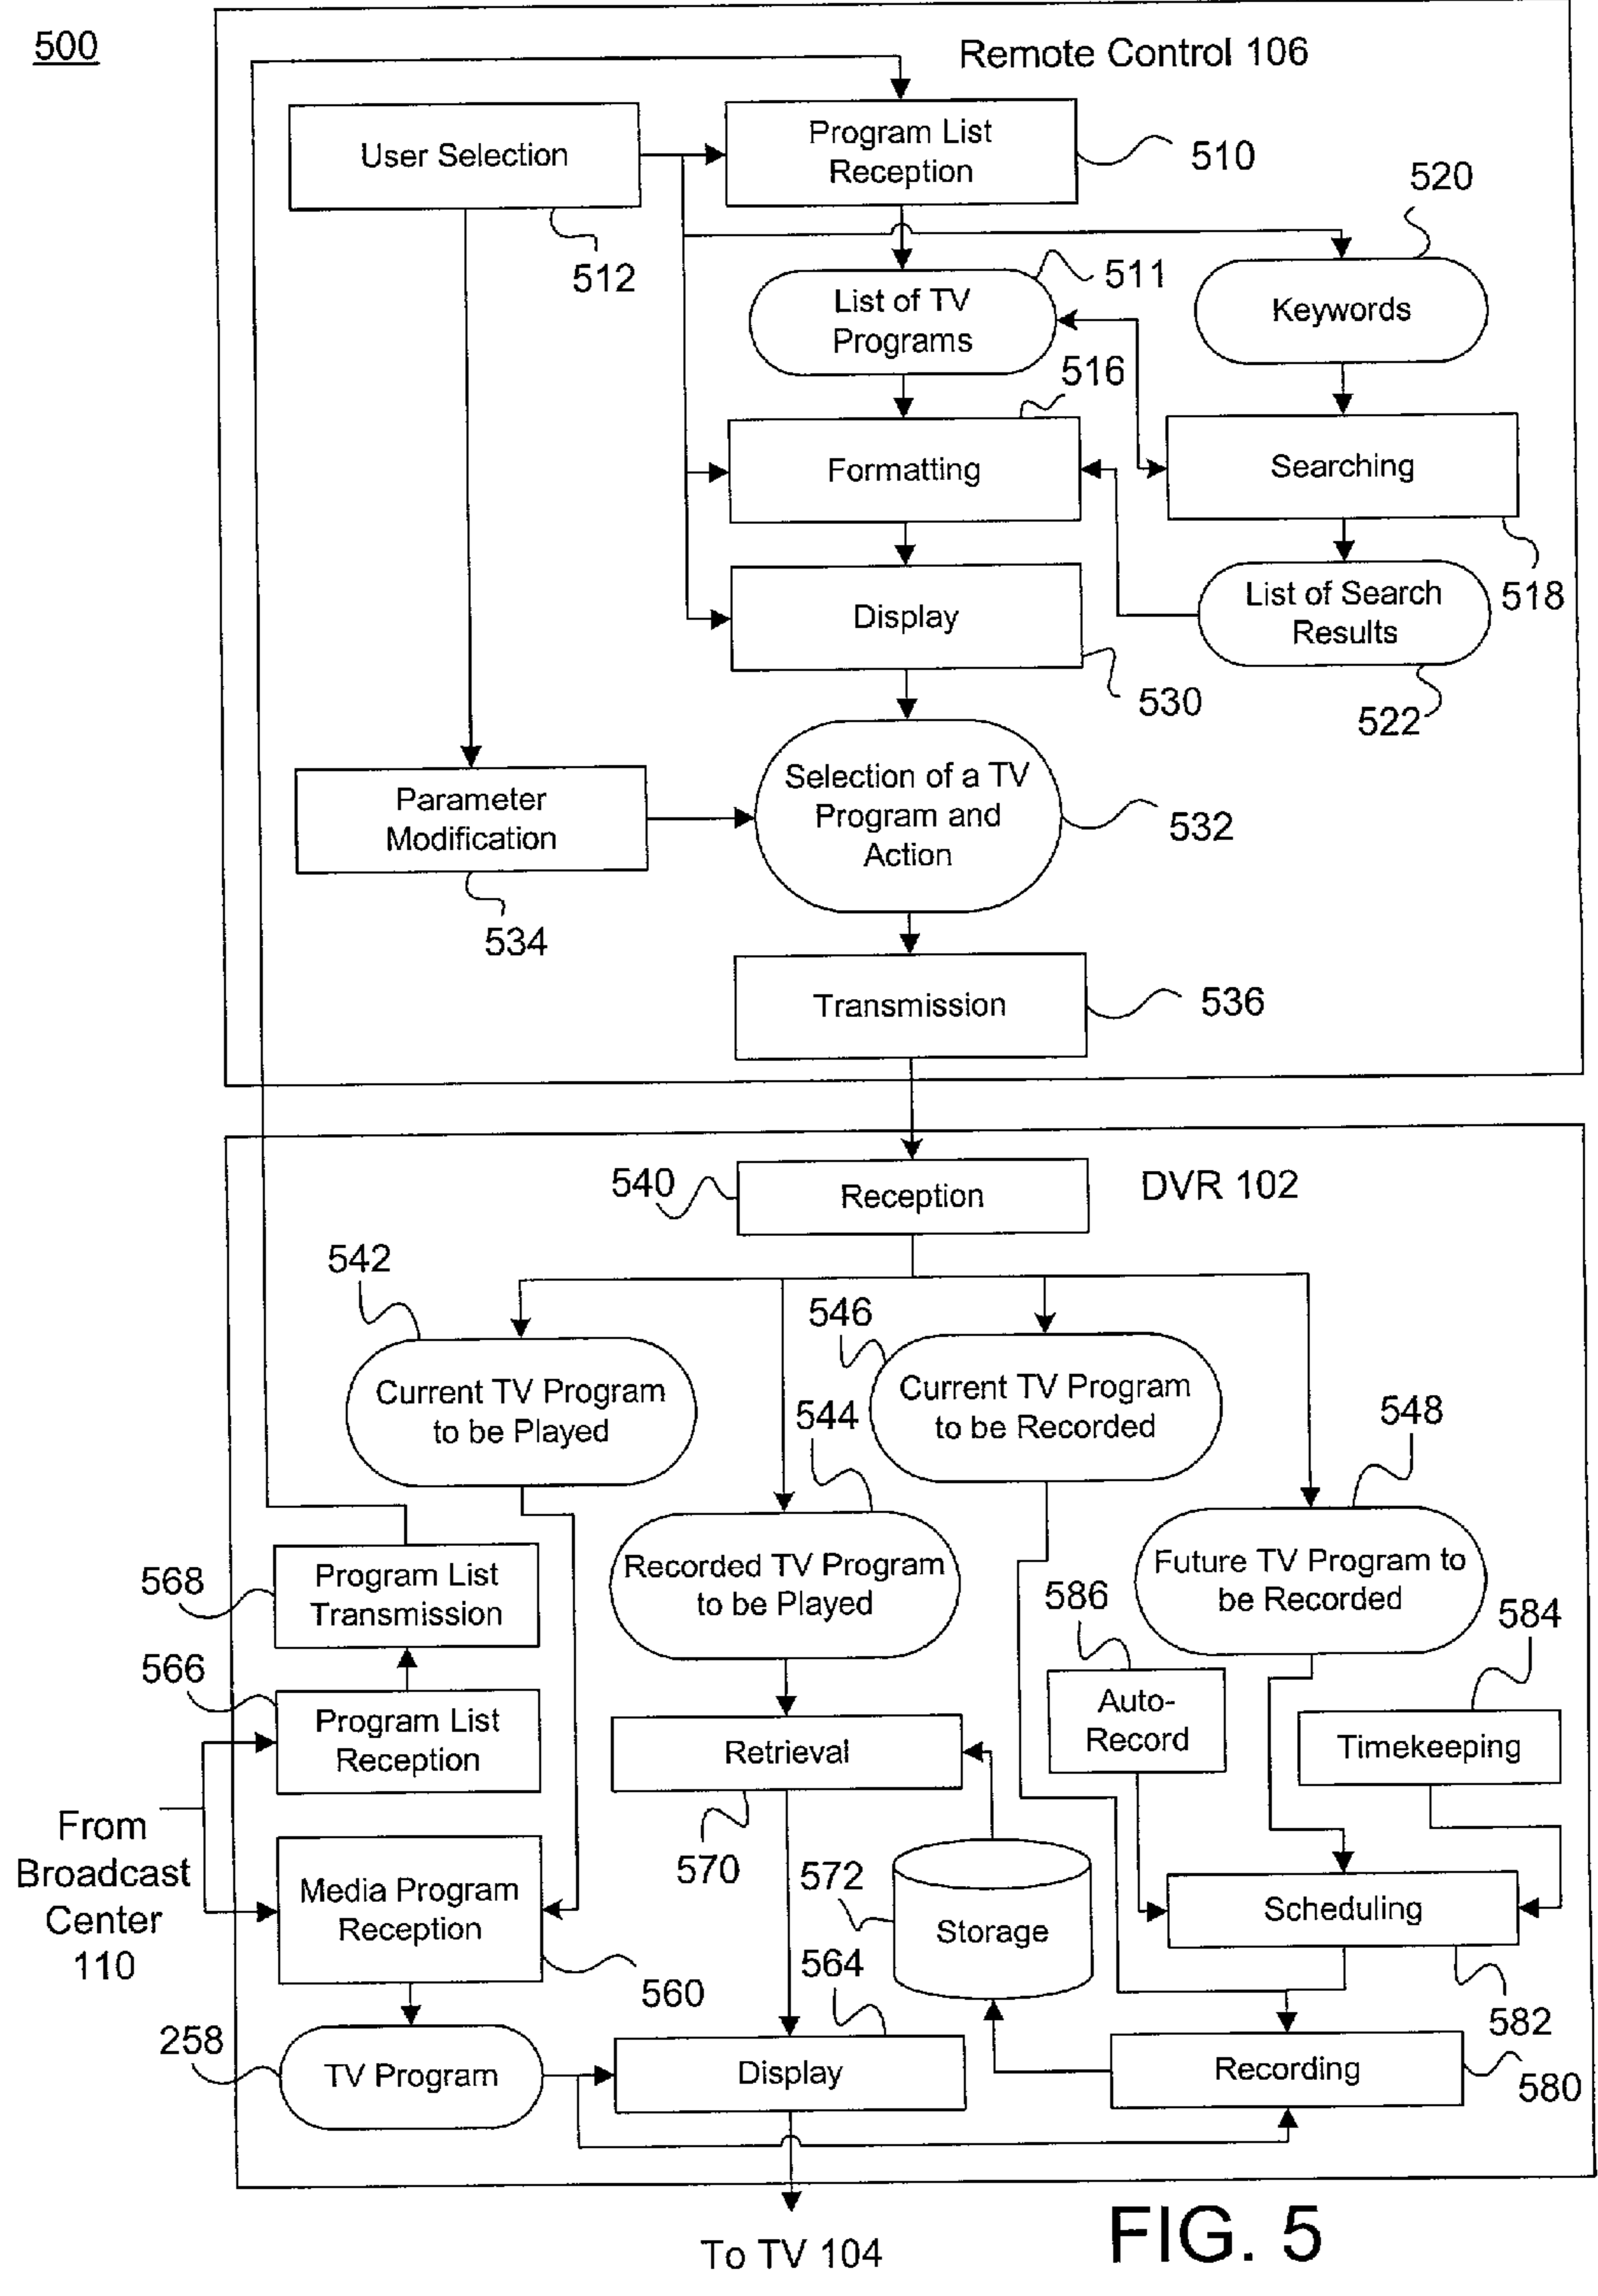 500
Remote Control 106
User Selection
512
Program List
Reception
510
520
List of TV
Programs
511
Keywords
516
Formatting
Searching
518
Display
530
List of Search
Results
522
Parameter
Modification
534
Selection of a TV
Program and
Action
532
Transmission
536
540
Reception
DVR 102
542
546
Current TV Program
to be Played
544
Current TV Program
to be Recorded
548
568
Program List
Transmission
Recorded TV Program
to be Played
586
Future TV Program to
be Recorded
584
566
Program List
Reception
Retrieval
570
Auto-
Record
Timekeeping
From
Broadcast
Center
110
Media Program
Reception
560
572
Storage
564
Scheduling
582
258
TV Program
Display
Recording
580
To TV 104
FIG. 5